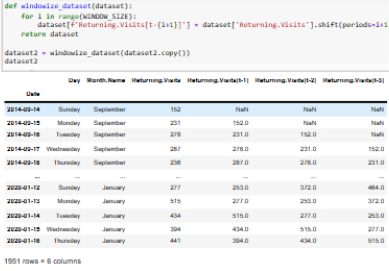 def windowize_dataset(dataset):
for i in range(WINDOW_SIZE):
dataset[f'Returning.Visits[t-{i+1}]'] = dataset['Returning.Visits'].shift(periods=i+1
return dataset
dataset2 = windowize_dataset(dataset2.copy())
dataset2
Day Month.Name Returning.Visits Returning.Visits[t-1] Returning.Visits[t-2] Returning.Visits[t-3]
Date
2014-09-14 Sunday September 152 NaN NaN NaN
2014-09-15 Monday September 231 152.0 NaN NaN
2014-09-16 Tuesday September 278 231.0 152.0 NaN
2014-09-17 Wednesday September 287 278.0 231.0 152.0
2014-09-18 Thursday September 238 287.0 278.0 231.0
... ... ... ... ... ... ...
2020-01-12 Sunday January 277 253.0 372.0 464.0
2020-01-13 Monday January 515 277.0 253.0 372.0
2020-01-14 Tuesday January 434 515.0 277.0 253.0
2020-01-15 Wednesday January 394 434.0 515.0 277.0
2020-01-16 Thursday January 441 394.0 434.0 515.0
1951 rows × 6 columns